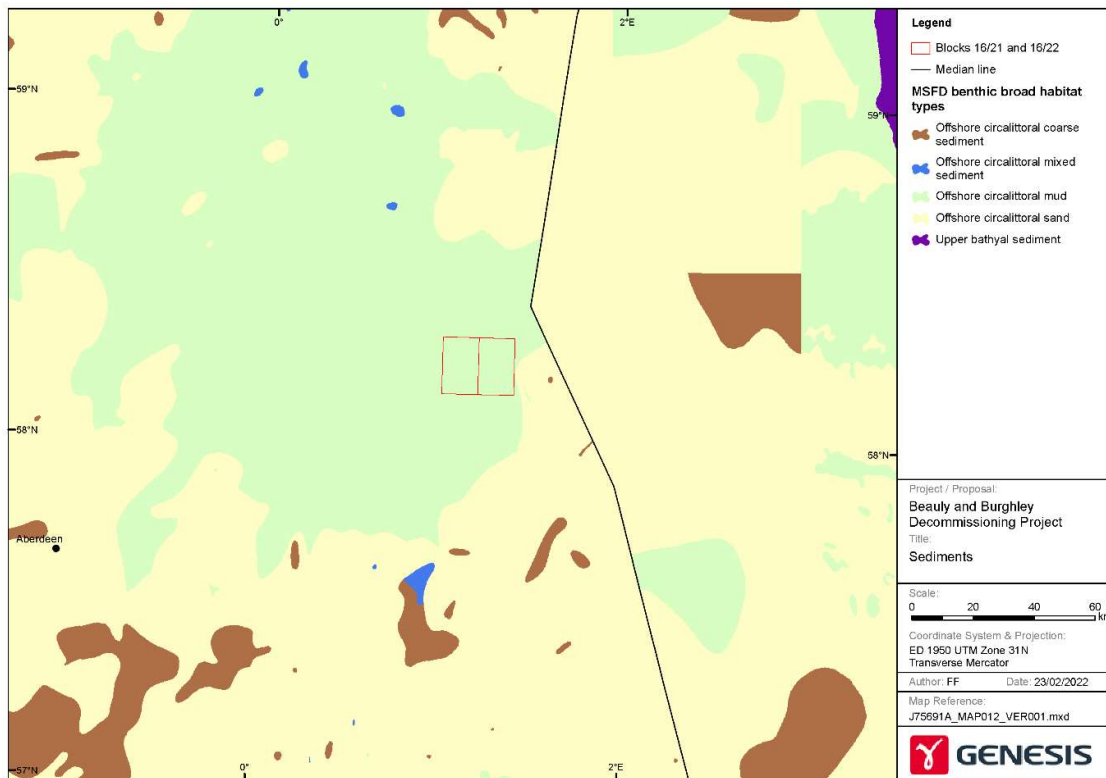 0°
2°E
59°N
59°N
58°N
58°N
Aberdeen
57°N
0°
2°E
Legend
Blocks 16/21 and 16/22
Median line
MSFD benthic broad habitat
types
Offshore circalittoral coarse
sediment
Offshore circalittoral mixed
sediment
Offshore circalittoral mud
Offshore circalittoral sand
Upper bathyal sediment
Project / Proposal:
Beauly and Burghley
Decommissioning Project
Title:
Sediments
Scale:
0 20 40 60
km
Coordinate System & Projection:
ED 1950 UTM Zone 31N
Transverse Mercator
Author: FF Date: 23/02/2022
Map Reference:
J75691A_MAP012_VER001.mxd
GENESIS